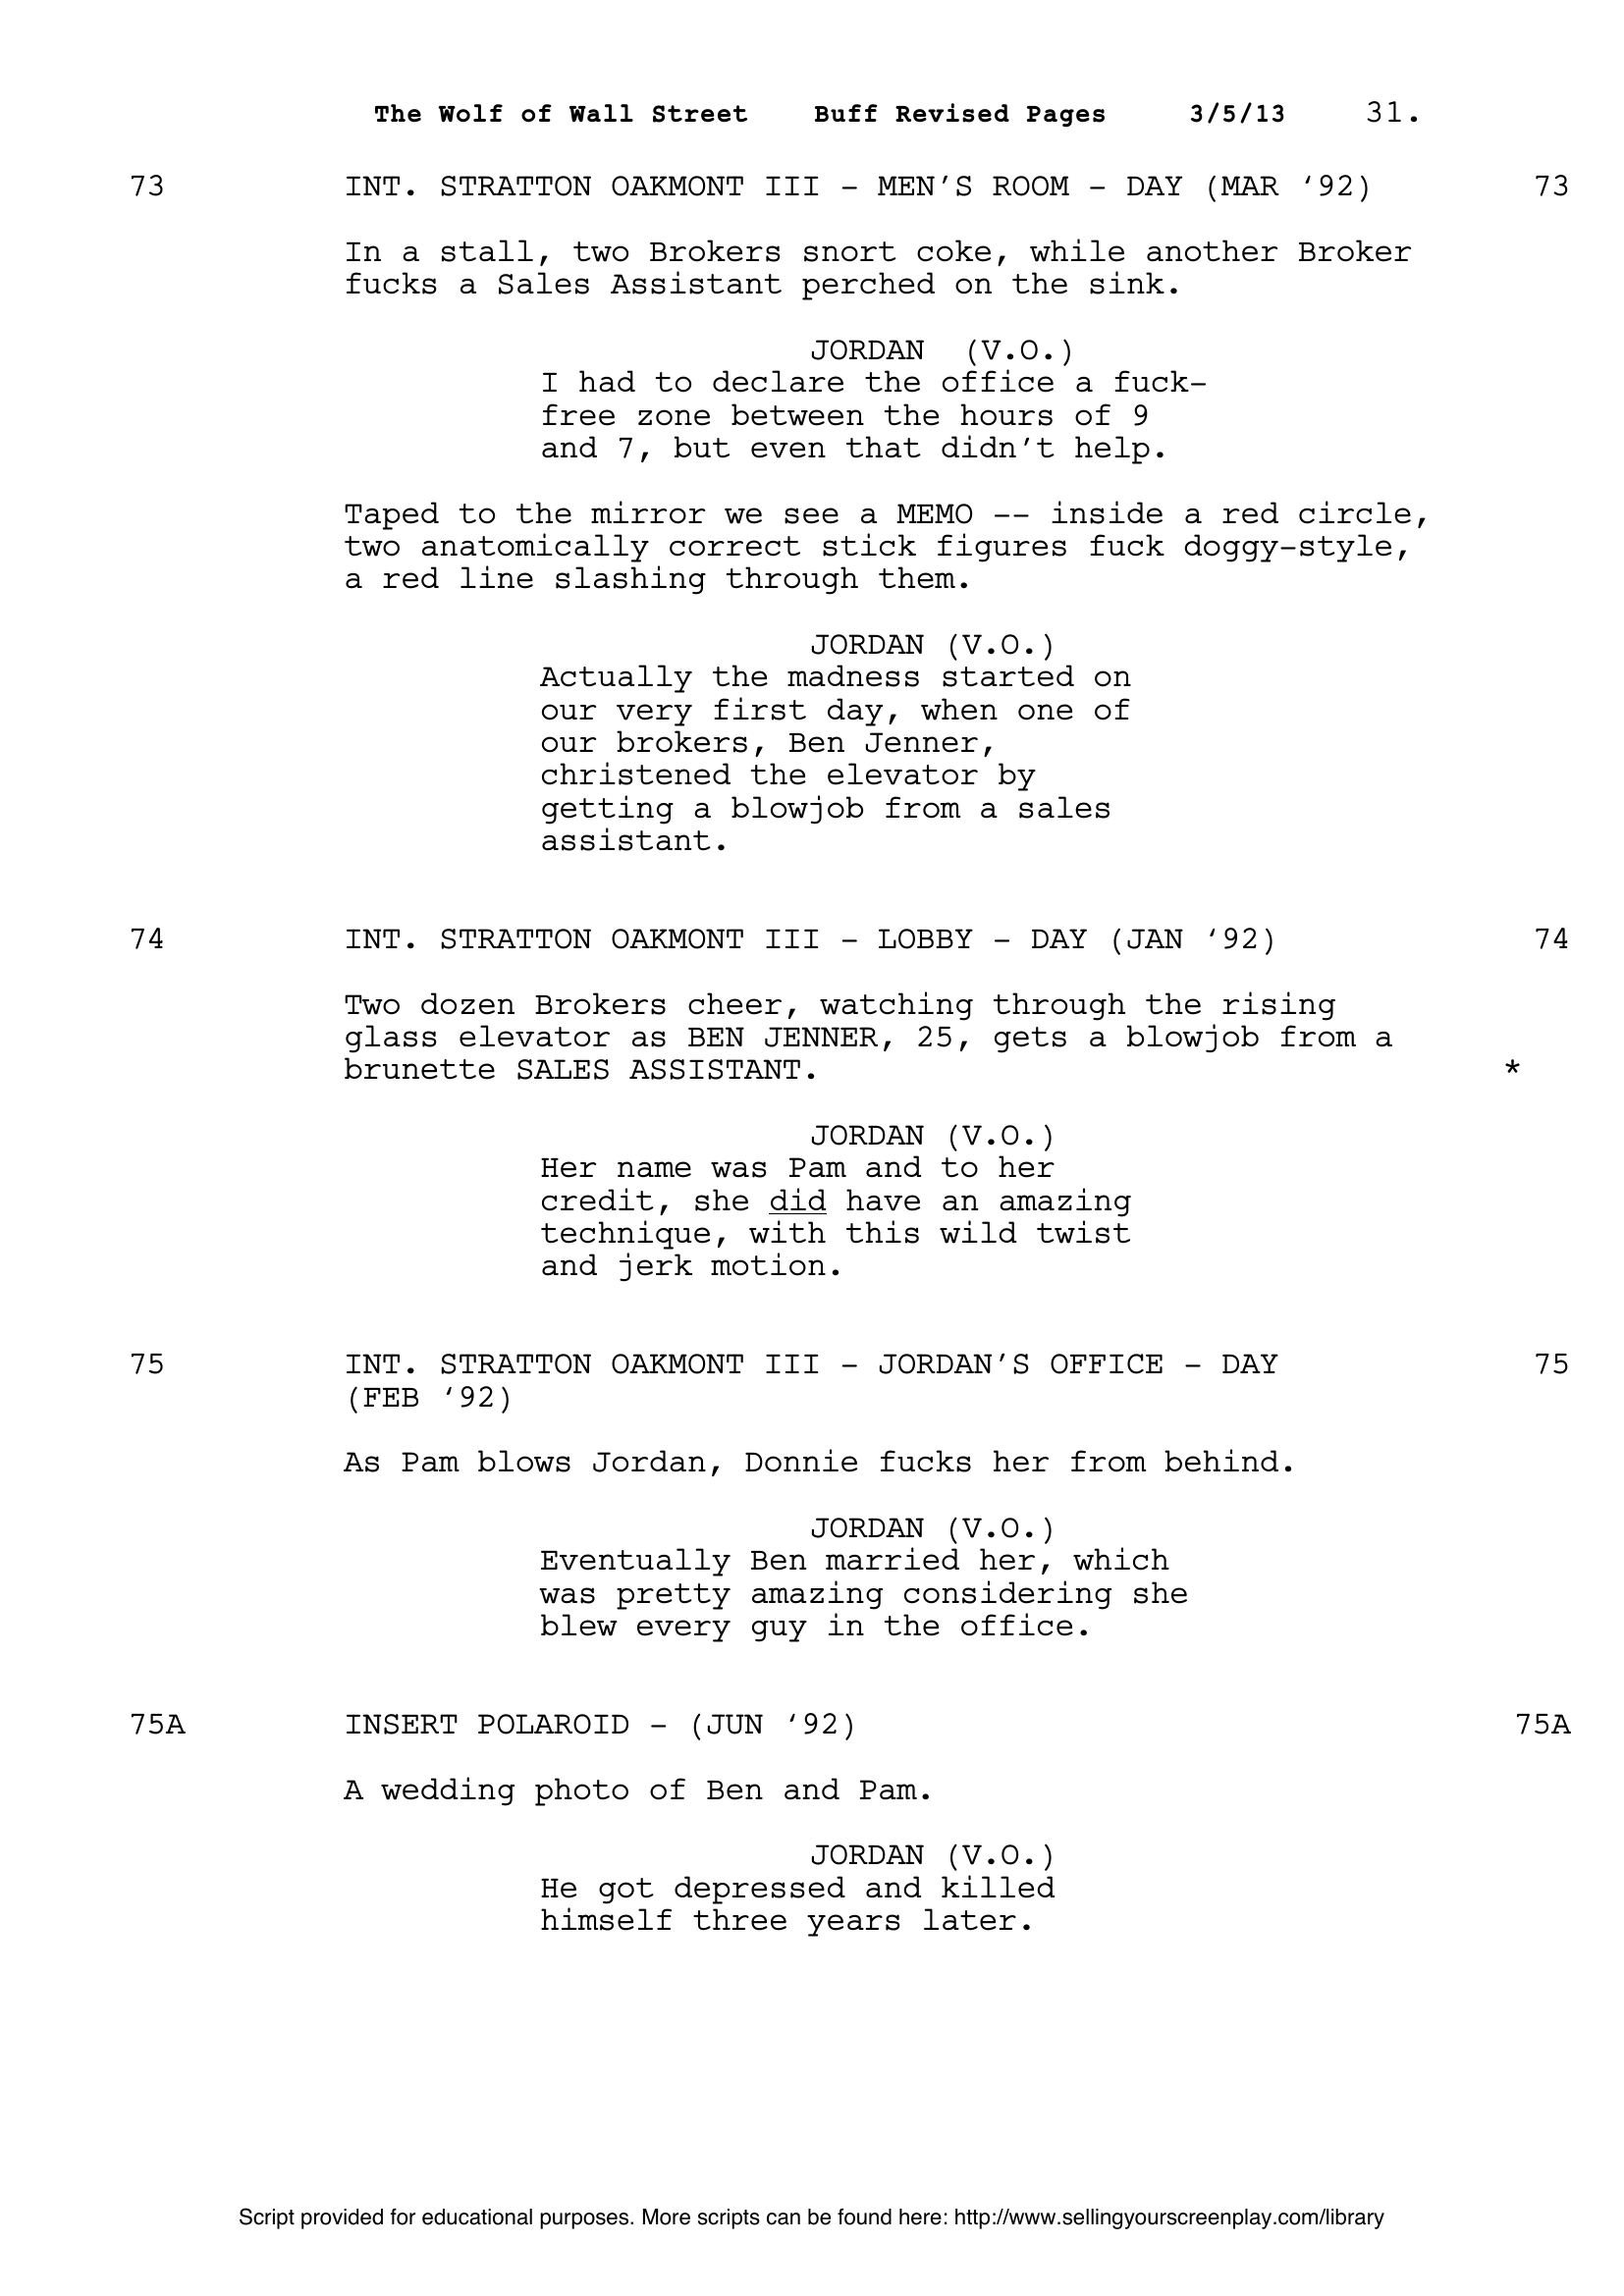 The Wolf of Wall Street    Buff Revised Pages    3/5/13    31.
73    INT. STRATTON OAKMONT III - MEN’S ROOM - DAY (MAR ‘92)    73
In a stall, two Brokers snort coke, while another Broker
fucks a Sales Assistant perched on the sink.
JORDAN  (V.O.)
I had to declare the office a fuck-
free zone between the hours of 9
and 7, but even that didn’t help.
Taped to the mirror we see a MEMO -- inside a red circle,
two anatomically correct stick figures fuck doggy-style,
a red line slashing through them.
JORDAN (V.O.)
Actually the madness started on
our very first day, when one of
our brokers, Ben Jenner,
christened the elevator by
getting a blowjob from a sales
assistant.
74    INT. STRATTON OAKMONT III - LOBBY - DAY (JAN ‘92)    74
Two dozen Brokers cheer, watching through the rising
glass elevator as BEN JENNER, 25, gets a blowjob from a
brunette SALES ASSISTANT.    *
JORDAN (V.O.)
Her name was Pam and to her
credit, she did have an amazing
technique, with this wild twist
and jerk motion.
75    INT. STRATTON OAKMONT III - JORDAN’S OFFICE - DAY    75
(FEB ‘92)
As Pam blows Jordan, Donnie fucks her from behind.
JORDAN (V.O.)
Eventually Ben married her, which
was pretty amazing considering she
blew every guy in the office.
75A    INSERT POLAROID - (JUN ‘92)    75A
A wedding photo of Ben and Pam.
JORDAN (V.O.)
He got depressed and killed
himself three years later.
Script provided for educational purposes. More scripts can be found here: http://www.sellingyourscreenplay.com/library